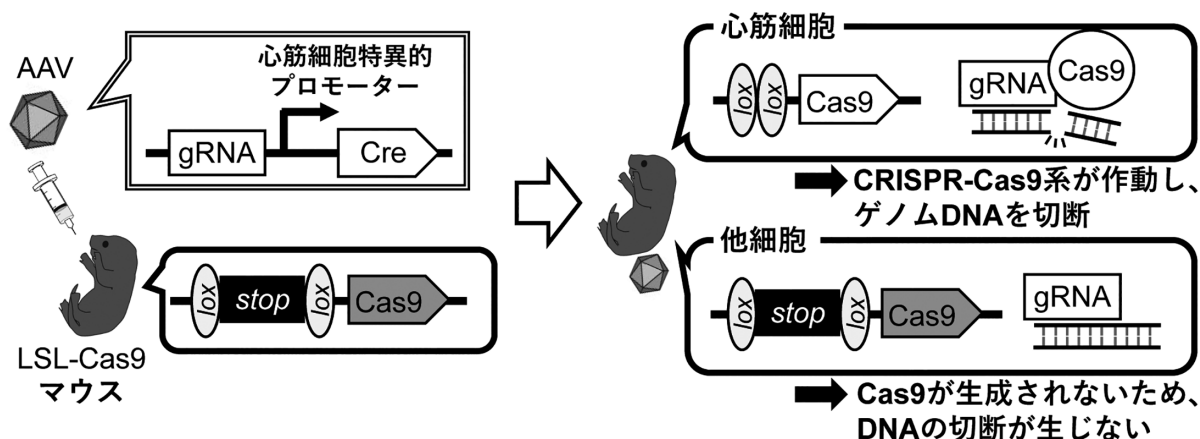 AAV
心筋細胞特異的
プロモーター
gRNA
Cre
LSL-Cas9
マウス
lox
stop
lox
Cas9
心筋細胞
lox
lox
Cas9
gRNA
Cas9
CRISPR-Cas9系が作動し、
ゲノムDNAを切断
他細胞
lox
stop
lox
Cas9
gRNA
Cas9が生成されないため、
DNAの切断が生じない